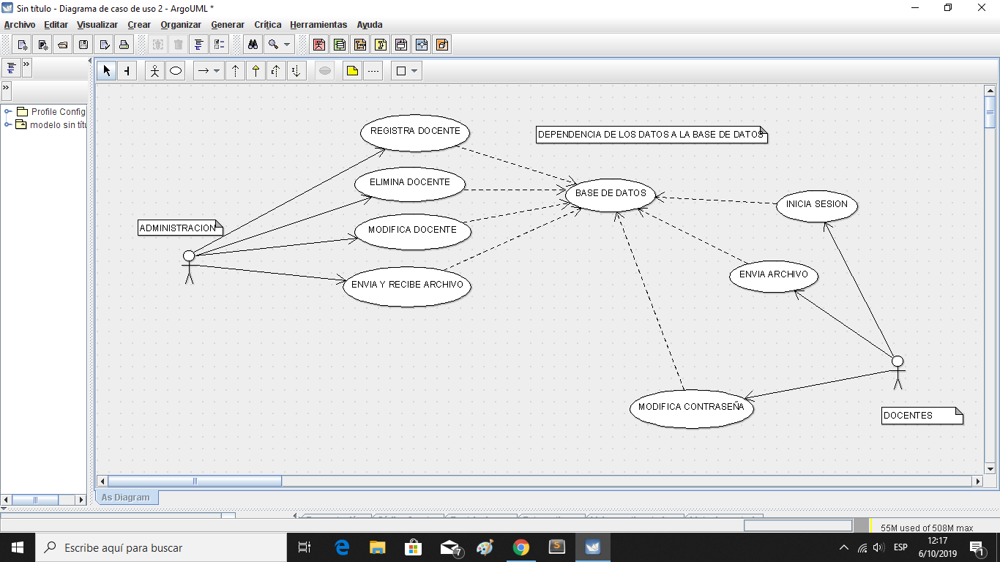 Sin título - Diagrama de caso de uso 2 - ArgoUML *
Archivo Editar Visualizar Crear Organizar Generar Crítica Herramientas Ayuda
Profile Config
modelo sin títu
REGISTRA DOCENTE
DEPENDENCIA DE LOS DATOS A LA BASE DE DATOS
ELIMINA DOCENTE
BASE DE DATOS
INICIA SESION
ADMINISTRACION
MODIFICA DOCENTE
ENVIA Y RECIBE ARCHIVO
ENVIA ARCHIVO
MODIFICA CONTRASEÑA
DOCENTES
As Diagram
55M used of 508M max
Escribe aquí para buscar
7
S
ESP
12:17
6/10/2019
1